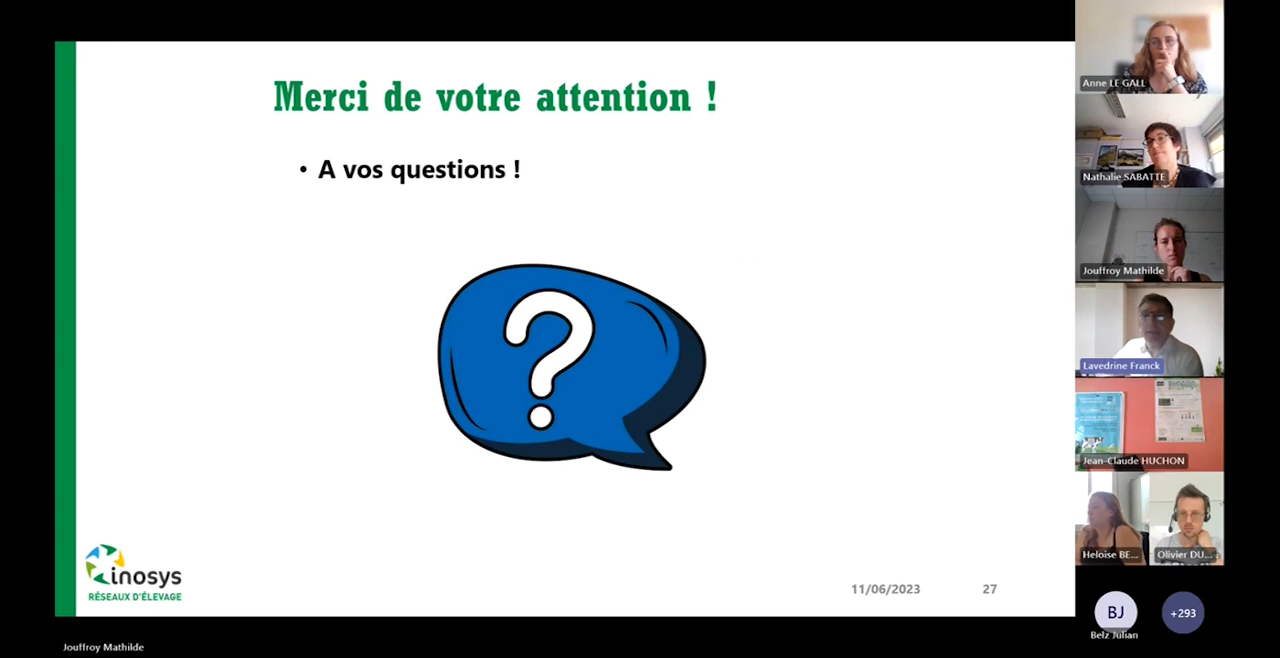 Merci de votre attention !
• A vos questions !
?
inosys
RÉSEAUX D'ÉLEVAGE
11/06/2023
27
Jouffroy Mathilde
Anne LE GALL
Nathalie SABATTE
Jouffroy Mathilde
Lavedrine Franck
Jean-Claude HUCHON
Heloise BE...
Olivier DU...
BJ
Belz Julian
+293